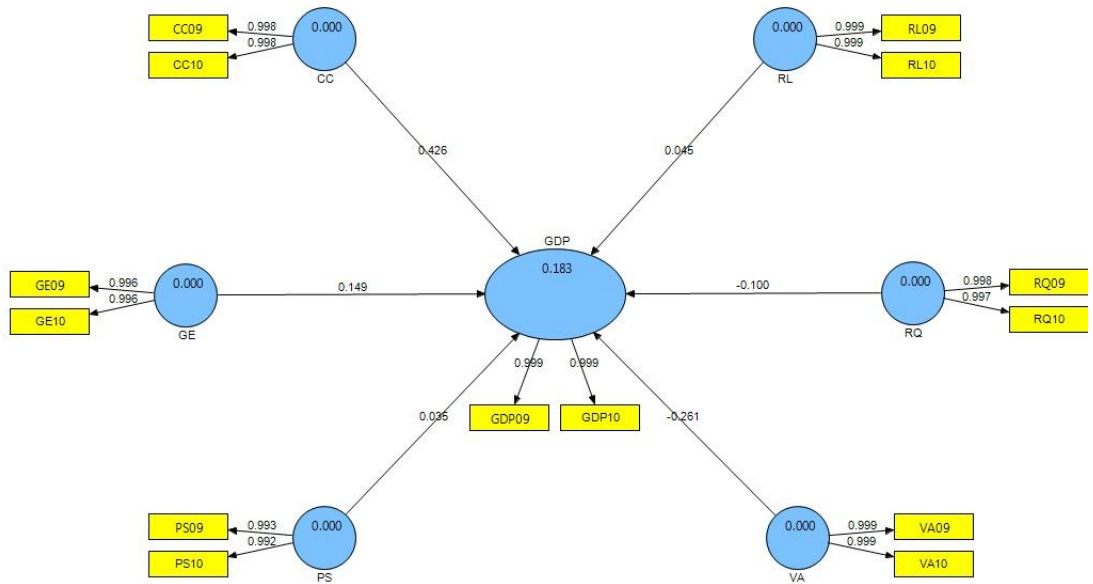 CC09
0.998
0.998
CC10
0.000
CC
0.000
RL
0.999
0.999
RL09
RL10
0.426
0.045
GDP
0.183
GE09
0.996
0.996
GE10
0.000
GE
0.149
-0.100
0.000
RQ
0.998
0.997
RQ09
RQ10
0.999
0.999
GDP09
GDP10
0.035
-0.261
PS09
0.993
0.992
PS10
0.000
PS
0.000
VA
0.999
0.999
VA09
VA10